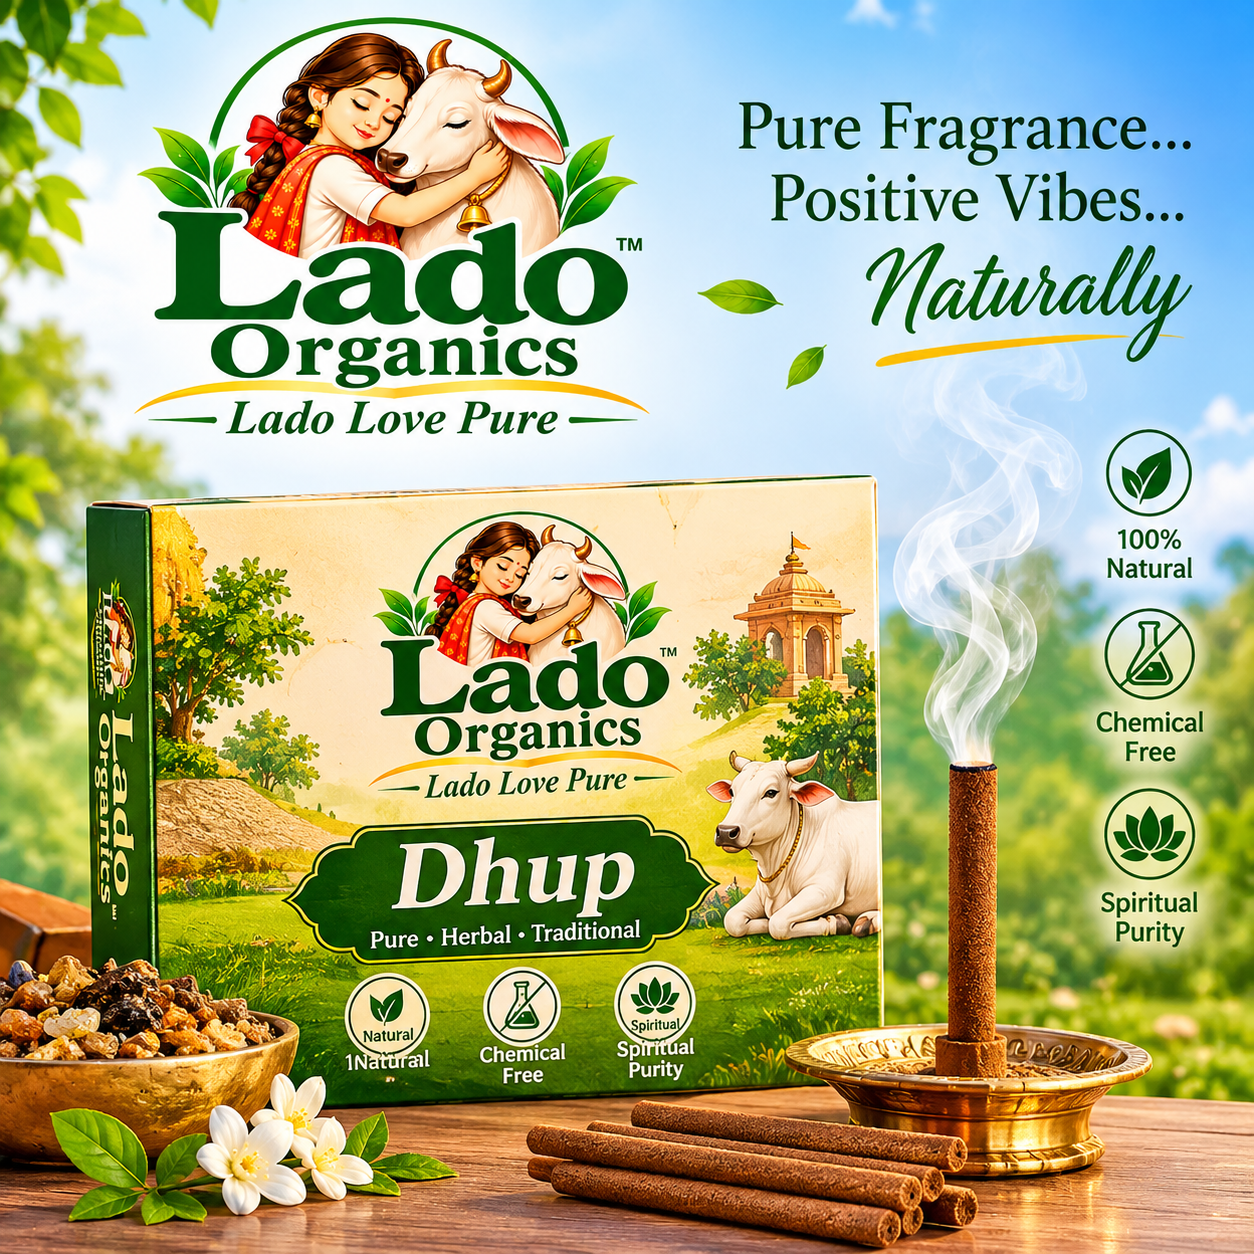 Lado™
Organics
Lado Love Pure
Pure Fragrance...
Positive Vibes...
Naturally
100%
Natural
Chemical
Free
Spiritual
Purity
Lado™
Organics
Lado Love Pure
Dhup
Pure • Herbal • Traditional
Natural
1Natural
Chemical
Free
Spiritual
Spiritual
Purity
Lado
Organics™